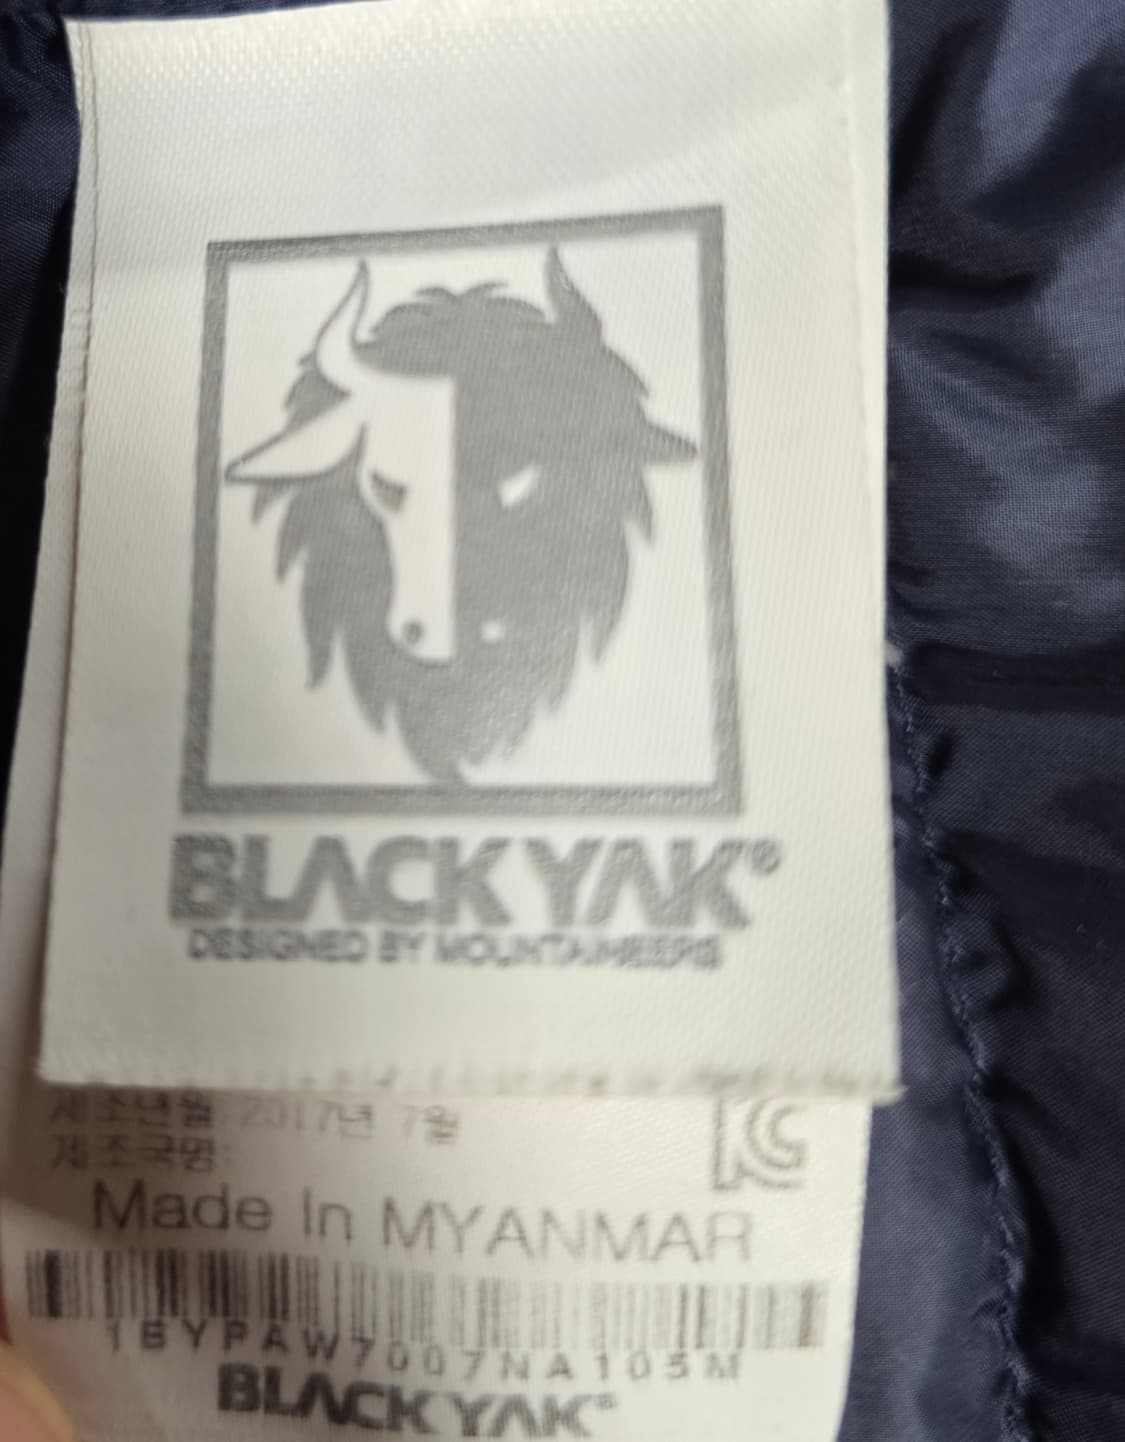 BLACKYAK®
DESIGNED BY MOUNTAINEERS
제조년월 2017년 7월
제조국명:
Made In MYANMAR
1BYPAW7007NA105M
BLACKYAK®